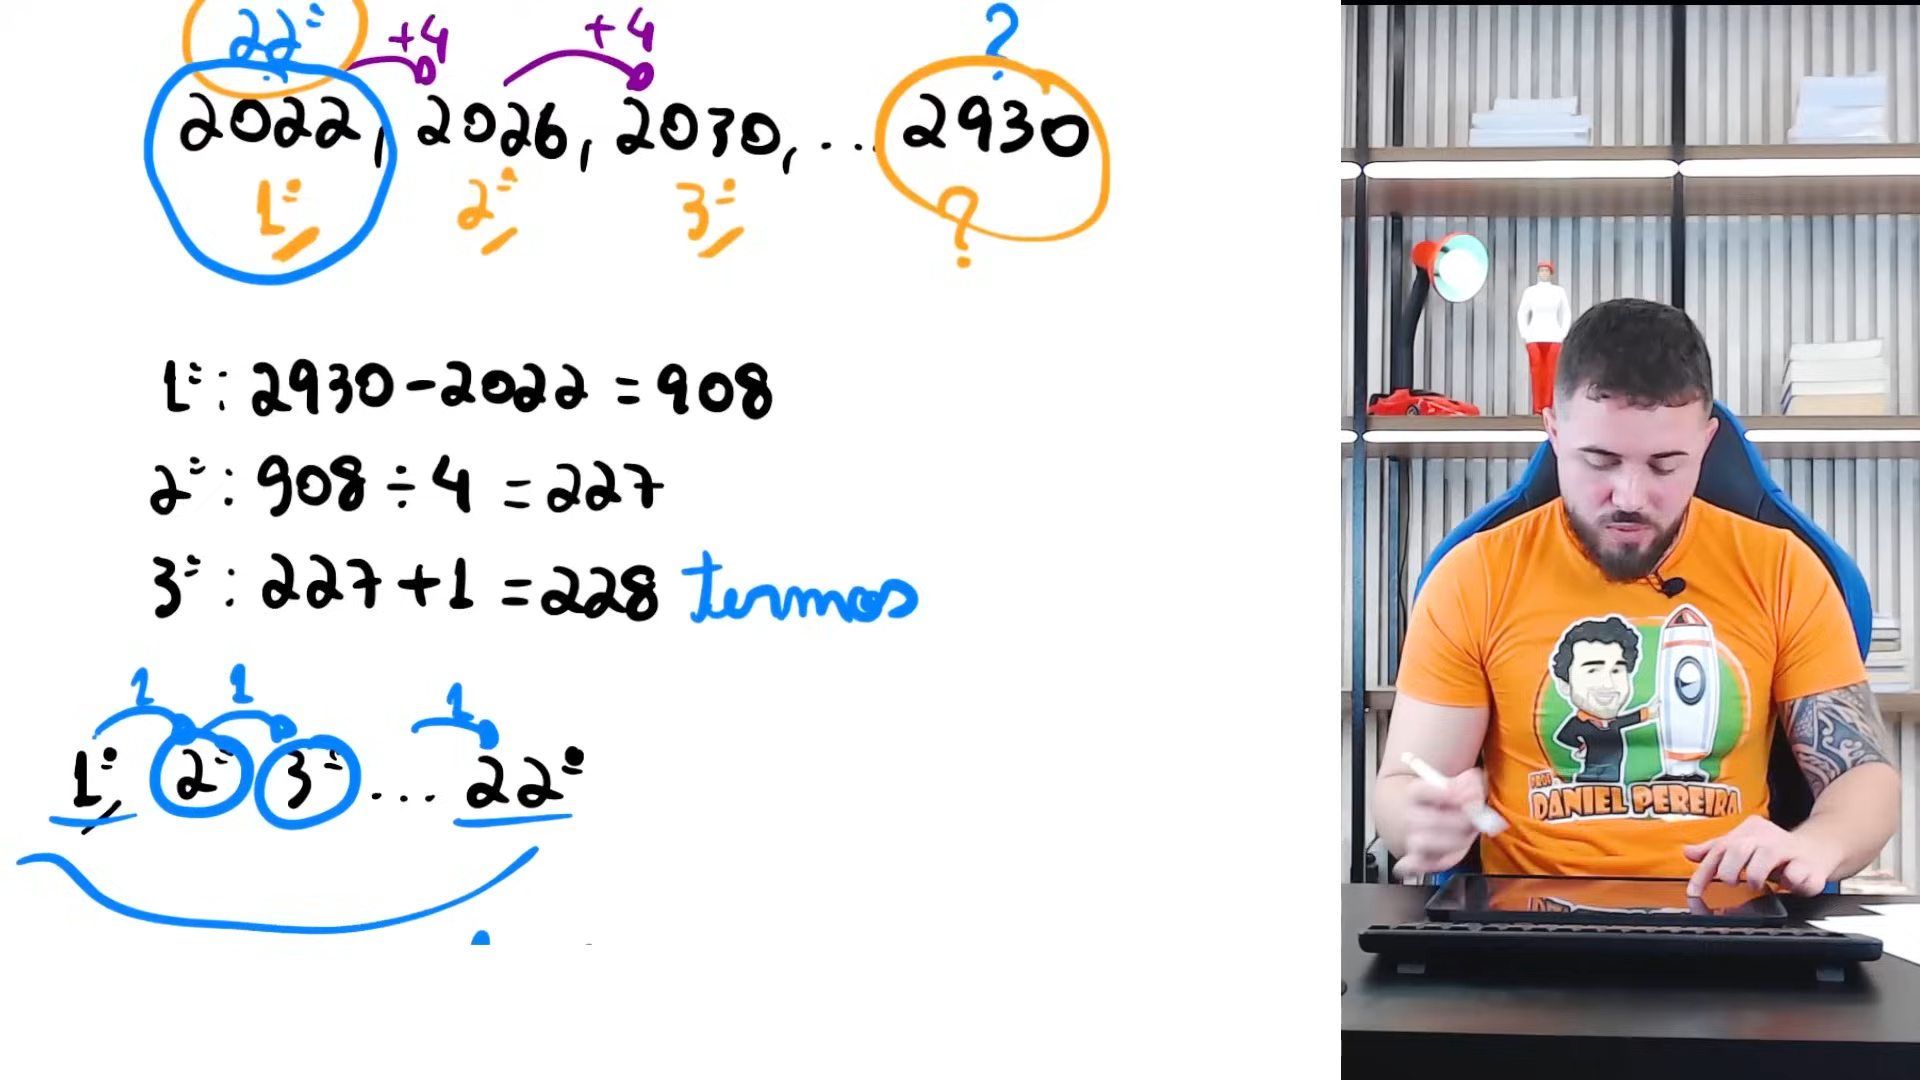 22º
+4 +4 ?
2022, 2026, 2030, ... 2930
1º 2º 3º ?
1º: 2930-2022 = 908
2º: 908 ÷ 4 = 227
3º: 227+1 = 228 termos
1 1 1
1º 2º 3º ... 22º
PROF.
DANIEL PEREIRA